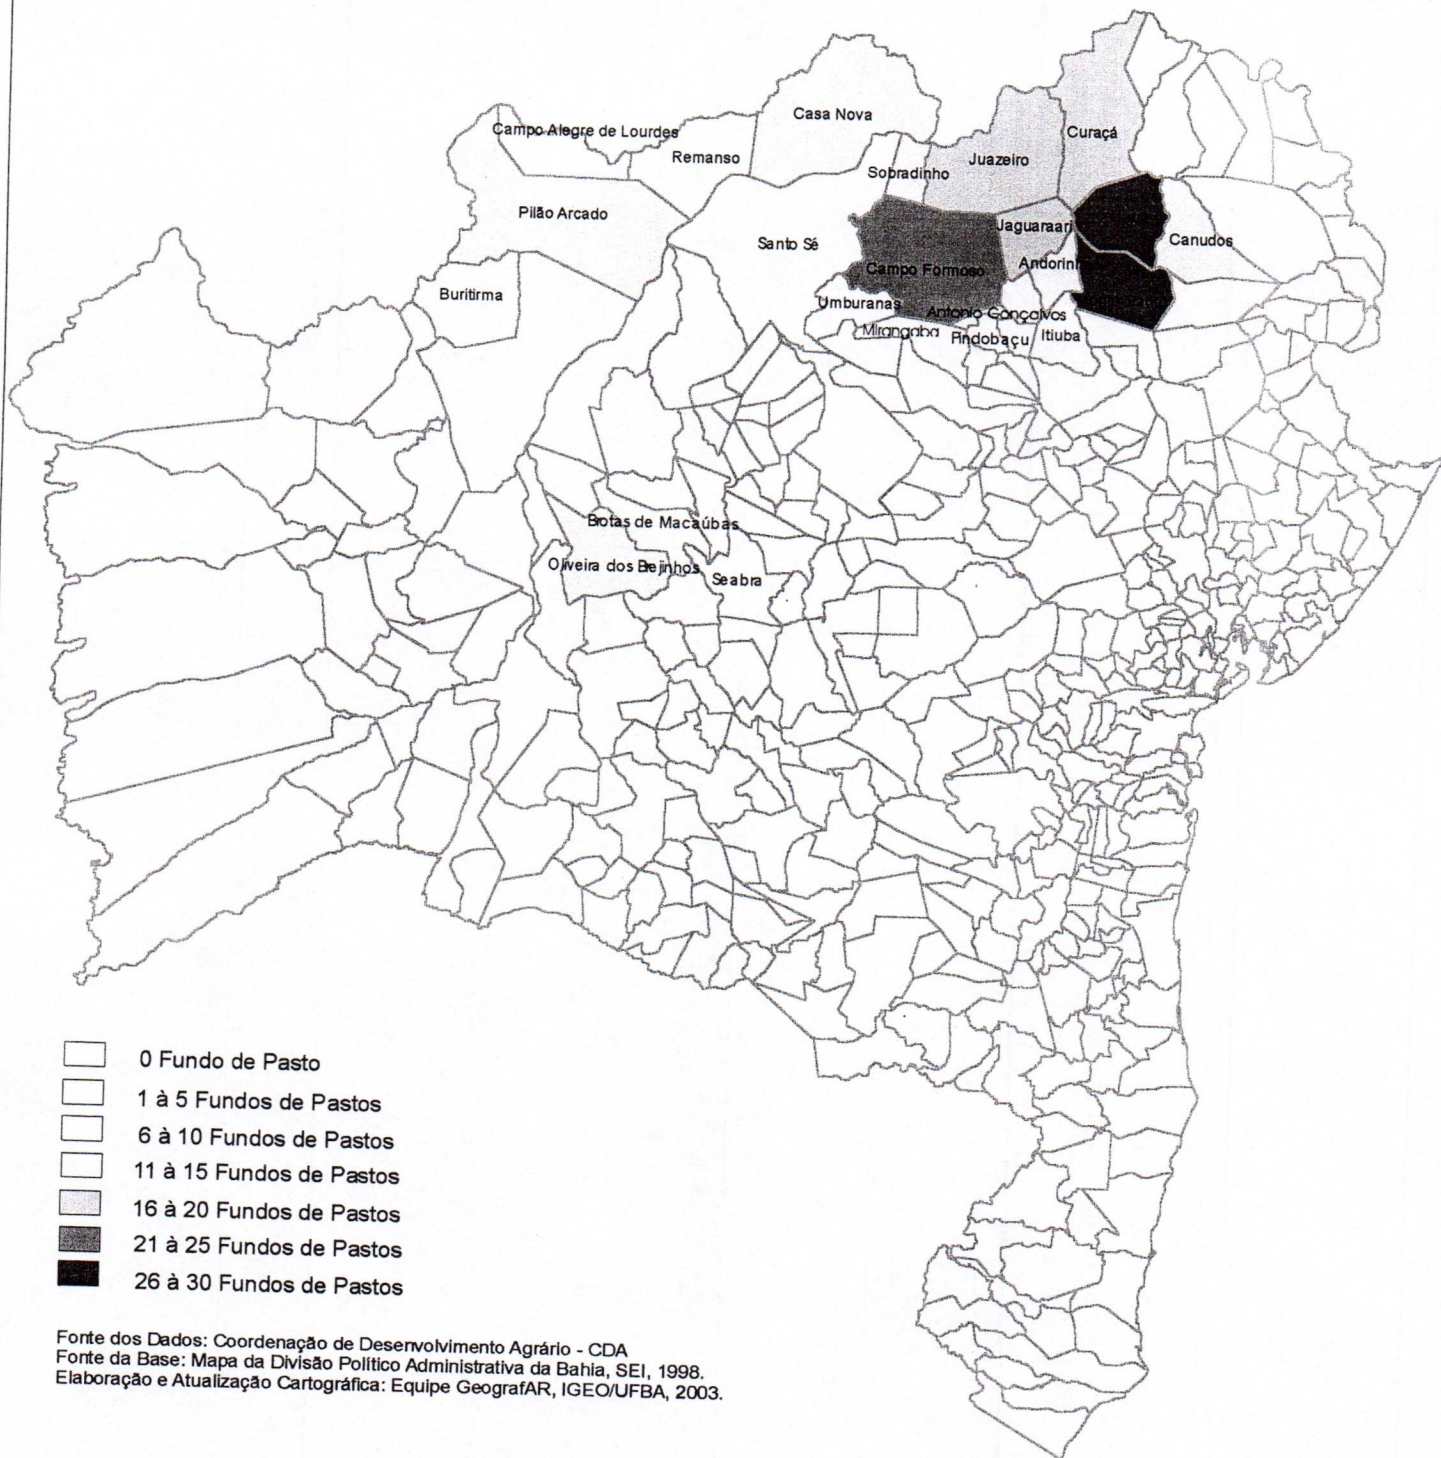 Casa Nova
Campo Alegre de Lourdes
Curaçá
Remanso
Juazeiro
Sobradinho
Pilão Arcado
Jaguaraari
Santo Sé
Canudos
Andorinh
Campo Formoso
Buritirma
Umburanas
Antonio Gonçalvos
Mirangaba
Pindobaçu
Itiuba
Brotas de Macaúbas
Oliveira dos Brejinhos
Seabra
0 Fundo de Pasto
1 à 5 Fundos de Pastos
6 à 10 Fundos de Pastos
11 à 15 Fundos de Pastos
16 à 20 Fundos de Pastos
21 à 25 Fundos de Pastos
26 à 30 Fundos de Pastos
Fonte dos Dados: Coordenação de Desenvolvimento Agrário - CDA
Fonte da Base: Mapa da Divisão Político Administrativa da Bahia, SEI, 1998.
Elaboração e Atualização Cartográfica: Equipe GeografAR, IGEO/UFBA, 2003.